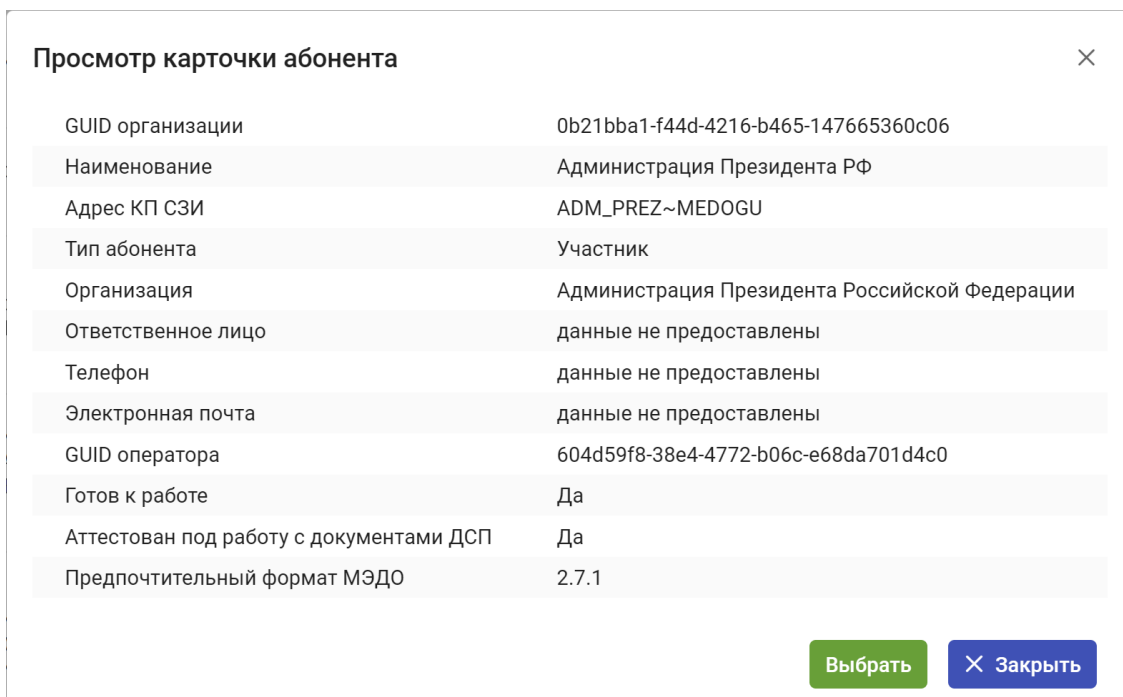 Просмотр карточки абонента
GUID организации 0b21bba1-f44d-4216-b465-147665360c06
Наименование Администрация Президента РФ
Адрес КП СЗИ ADM_PREZ~MEDOGU
Тип абонента Участник
Организация Администрация Президента Российской Федерации
Ответственное лицо данные не предоставлены
Телефон данные не предоставлены
Электронная почта данные не предоставлены
GUID оператора 604d59f8-38e4-4772-b06c-e68da701d4c0
Готов к работе Да
Аттестован под работу с документами ДСП Да
Предпочтительный формат МЭДО 2.7.1
Выбрать Закрыть